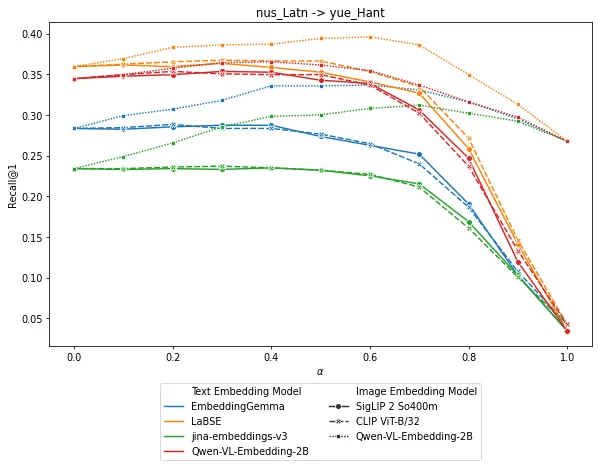 nus_Latn -> yue_Hant
0.40
0.35
0.30
0.25
0.20
0.15
0.10
0.05
Recall@1
0.0 0.2 0.4 0.6 0.8 1.0
α
Text Embedding Model Image Embedding Model
EmbeddingGemma SigLIP 2 So400m
LaBSE CLIP ViT-B/32
jina-embeddings-v3 Qwen-VL-Embedding-2B
Qwen-VL-Embedding-2B